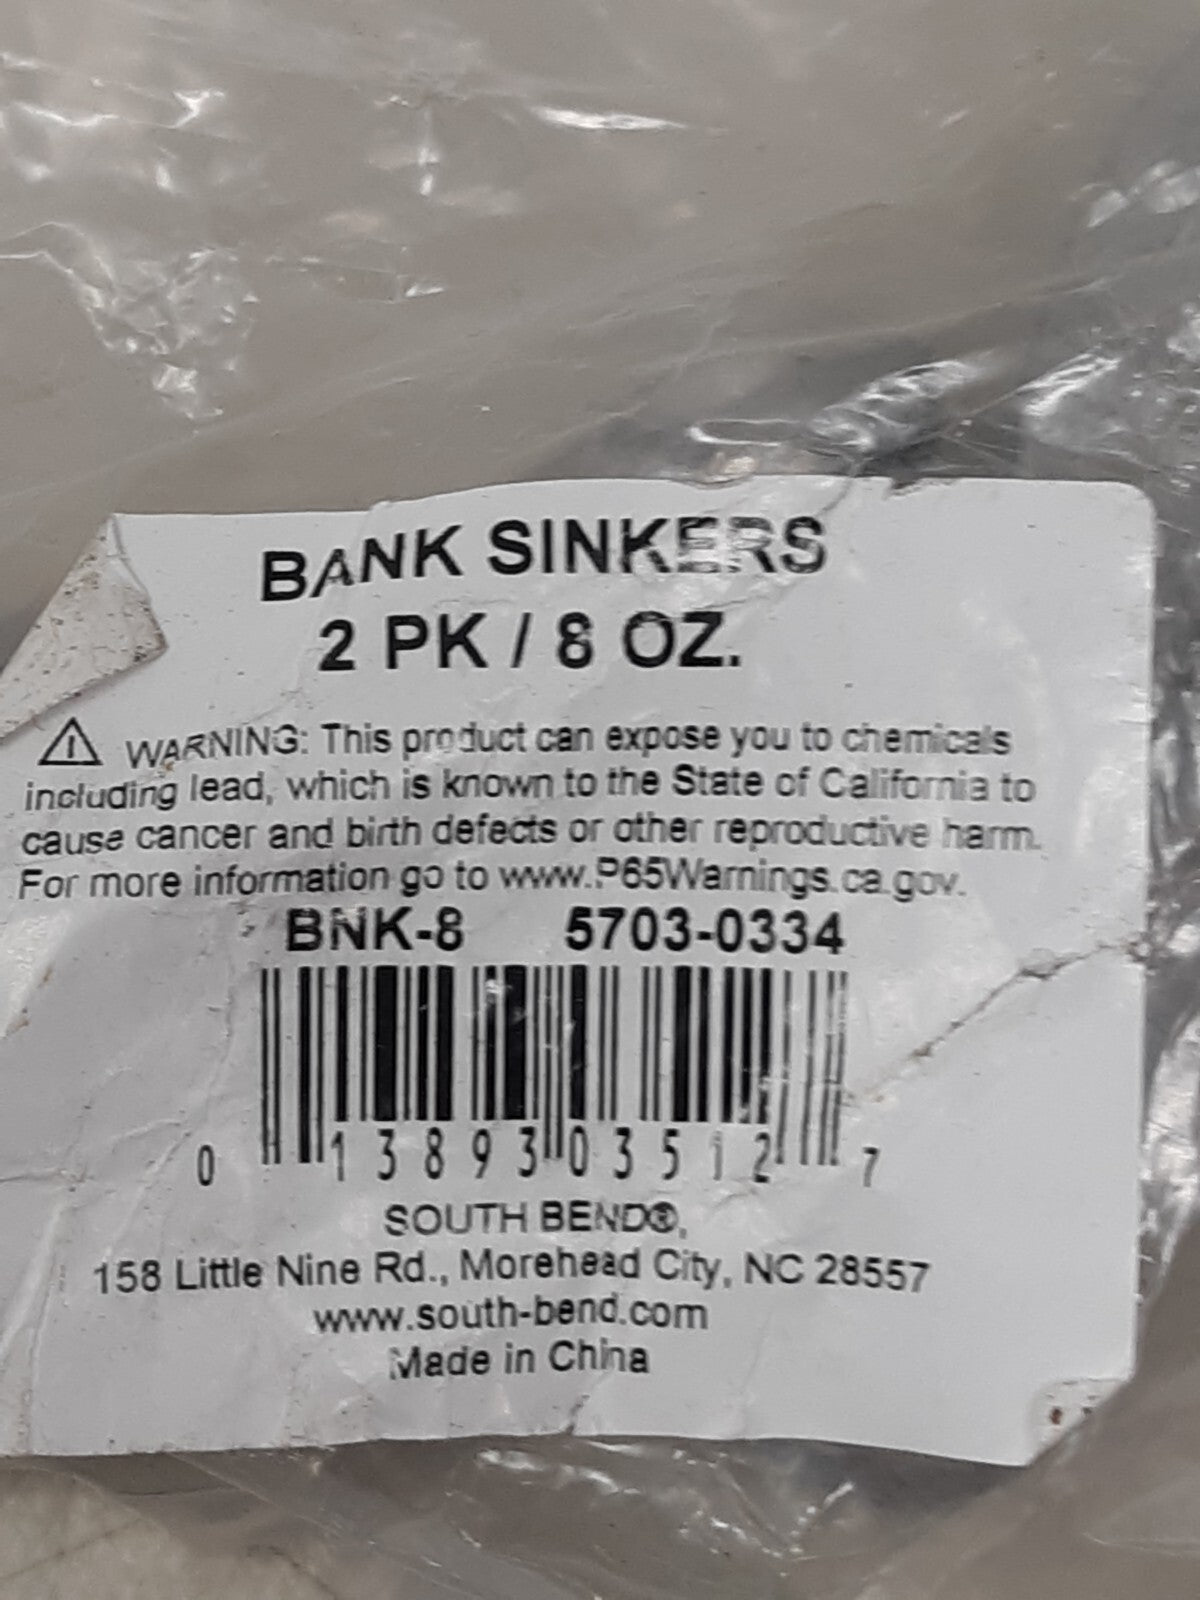 BANK SINKERS
2 PK / 8 OZ.
WARNING: This product can expose you to chemicals
including lead, which is known to the State of California to
cause cancer and birth defects or other reproductive harm.
For more information go to www.P65Warnings.ca.gov.
BNK-8 5703-0334
0 13893 03512 7
SOUTH BEND®,
158 Little Nine Rd., Morehead City, NC 28557
www.south-bend.com
Made in China